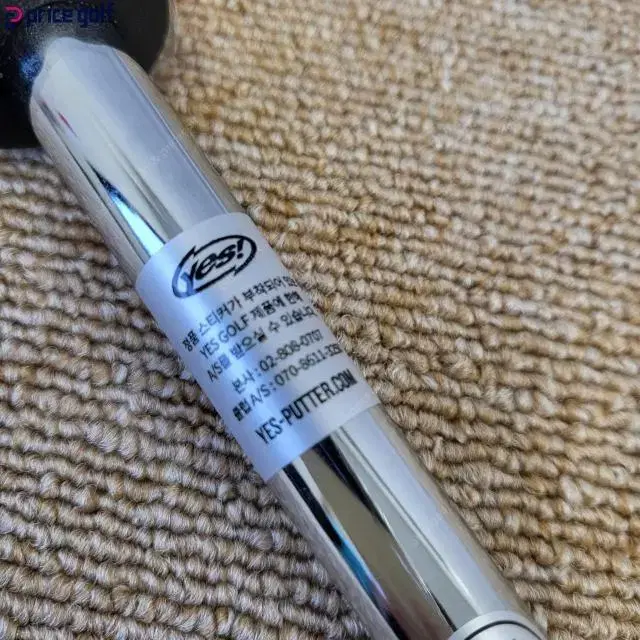 price golf
yes!
정품 스티커가 부착되어
YES GOLF 제품에 한해
A/S를 받으실 수 있습니다
본사 : 02-808-0701
클럽 A/S : 070-8611-
YES-PUTTER.COM